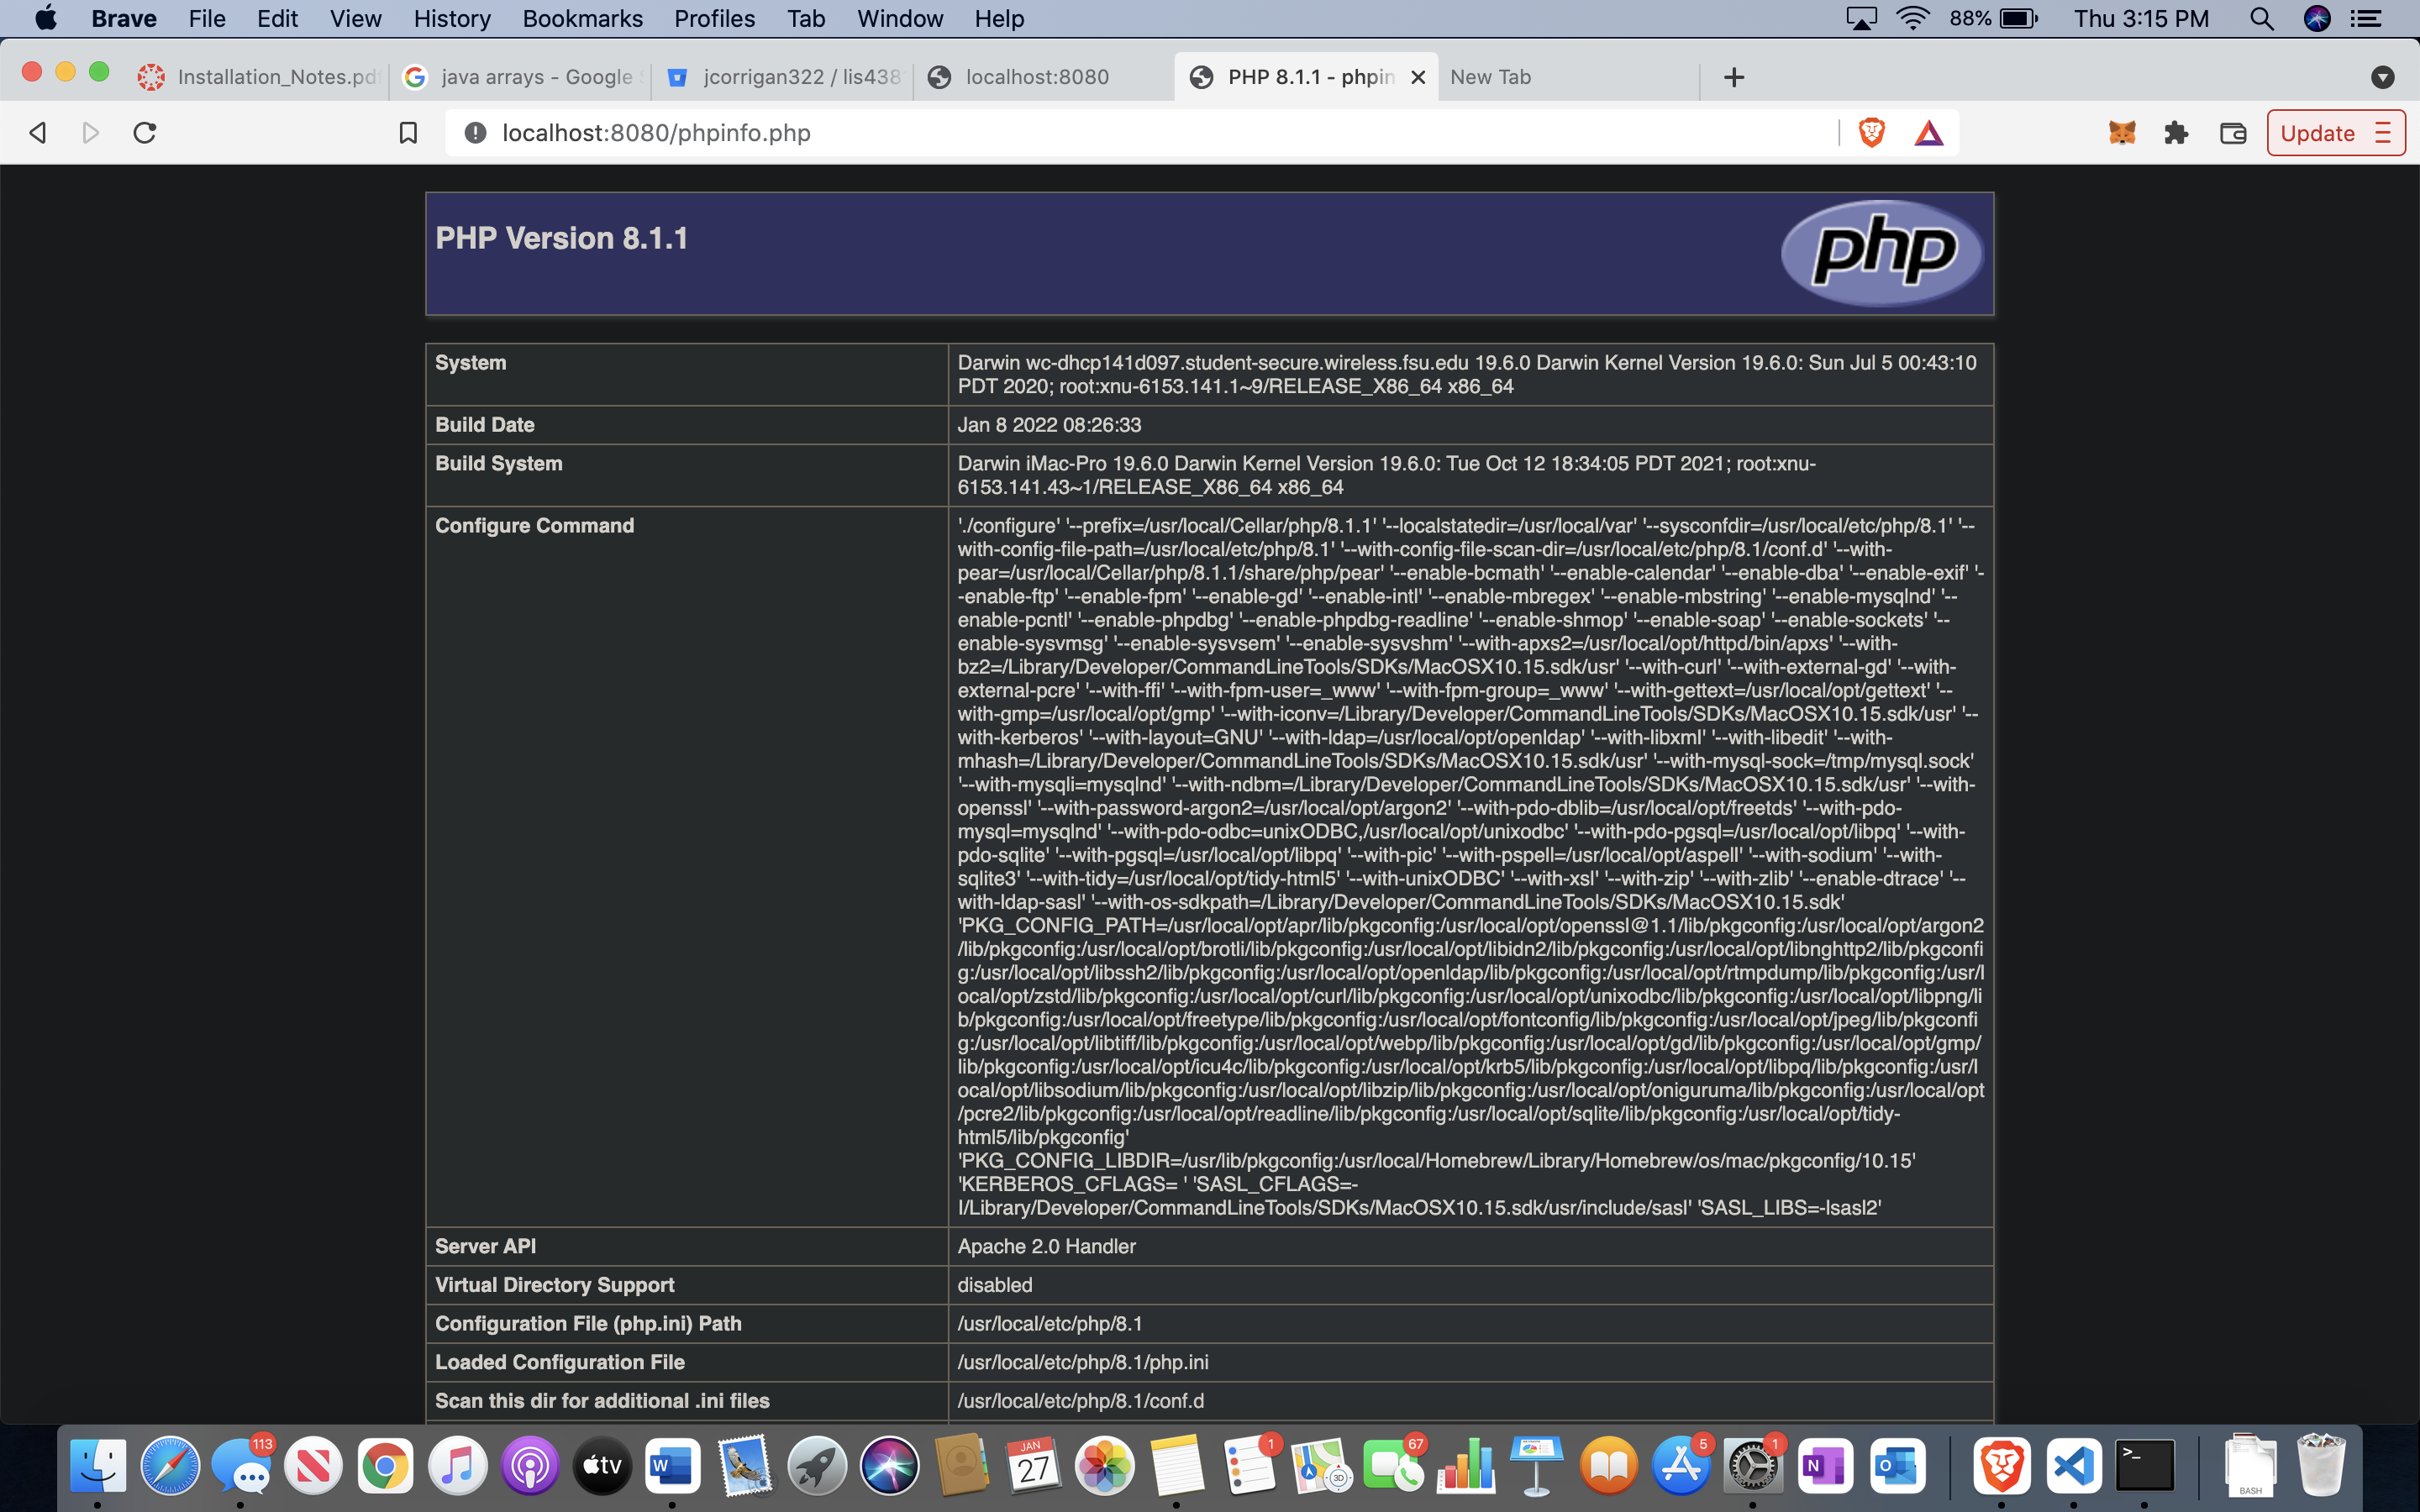 Brave File Edit View History Bookmarks Profiles Tab Window Help 88% Thu 3:15 PM
Installation_Notes.pdf java arrays - Google S jcorrigan322 / lis438 localhost:8080 PHP 8.1.1 - phpin New Tab
localhost:8080/phpinfo.php Update
PHP Version 8.1.1
php
System Darwin wc-dhcp141d097.student-secure.wireless.fsu.edu 19.6.0 Darwin Kernel Version 19.6.0: Sun Jul 5 00:43:10
PDT 2020; root:xnu-6153.141.1~9/RELEASE_X86_64 x86_64
Build Date Jan 8 2022 08:26:33
Build System Darwin iMac-Pro 19.6.0 Darwin Kernel Version 19.6.0: Tue Oct 12 18:34:05 PDT 2021; root:xnu-
6153.141.43~1/RELEASE_X86_64 x86_64
Configure Command './configure' '--prefix=/usr/local/Cellar/php/8.1.1' '--localstatedir=/usr/local/var' '--sysconfdir=/usr/local/etc/php/8.1' '--
with-config-file-path=/usr/local/etc/php/8.1' '--with-config-file-scan-dir=/usr/local/etc/php/8.1/conf.d' '--with-
pear=/usr/local/Cellar/php/8.1.1/share/php/pear' '--enable-bcmath' '--enable-calendar' '--enable-dba' '--enable-exif' '-
-enable-ftp' '--enable-fpm' '--enable-gd' '--enable-intl' '--enable-mbregex' '--enable-mbstring' '--enable-mysqlnd' '--
enable-pcntl' '--enable-phpdbg' '--enable-phpdbg-readline' '--enable-shmop' '--enable-soap' '--enable-sockets' '--
enable-sysvmsg' '--enable-sysvsem' '--enable-sysvshm' '--with-apxs2=/usr/local/opt/httpd/bin/apxs' '--with-
bz2=/Library/Developer/CommandLineTools/SDKs/MacOSX10.15.sdk/usr' '--with-curl' '--with-external-gd' '--with-
external-pcre' '--with-ffi' '--with-fpm-user=_www' '--with-fpm-group=_www' '--with-gettext=/usr/local/opt/gettext' '--
with-gmp=/usr/local/opt/gmp' '--with-iconv=/Library/Developer/CommandLineTools/SDKs/MacOSX10.15.sdk/usr' '--
with-kerberos' '--with-layout=GNU' '--with-ldap=/usr/local/opt/openldap' '--with-libxml' '--with-libedit' '--with-
mhash=/Library/Developer/CommandLineTools/SDKs/MacOSX10.15.sdk/usr' '--with-mysql-sock=/tmp/mysql.sock'
'--with-mysqli=mysqlnd' '--with-ndbm=/Library/Developer/CommandLineTools/SDKs/MacOSX10.15.sdk/usr' '--with-
openssl' '--with-password-argon2=/usr/local/opt/argon2' '--with-pdo-dblib=/usr/local/opt/freetds' '--with-pdo-
mysql=mysqlnd' '--with-pdo-odbc=unixODBC,/usr/local/opt/unixodbc' '--with-pdo-pgsql=/usr/local/opt/libpq' '--with-
pdo-sqlite' '--with-pgsql=/usr/local/opt/libpq' '--with-pic' '--with-pspell=/usr/local/opt/aspell' '--with-sodium' '--with-
sqlite3' '--with-tidy=/usr/local/opt/tidy-html5' '--with-unixODBC' '--with-xsl' '--with-zip' '--with-zlib' '--enable-dtrace' '--
with-ldap-sasl' '--with-os-sdkpath=/Library/Developer/CommandLineTools/SDKs/MacOSX10.15.sdk'
'PKG_CONFIG_PATH=/usr/local/opt/apr/lib/pkgconfig:/usr/local/opt/openssl@1.1/lib/pkgconfig:/usr/local/opt/argon2
/lib/pkgconfig:/usr/local/opt/brotli/lib/pkgconfig:/usr/local/opt/libidn2/lib/pkgconfig:/usr/local/opt/libnghttp2/lib/pkgconfi
g:/usr/local/opt/libssh2/lib/pkgconfig:/usr/local/opt/openldap/lib/pkgconfig:/usr/local/opt/rtmpdump/lib/pkgconfig:/usr/l
ocal/opt/zstd/lib/pkgconfig:/usr/local/opt/curl/lib/pkgconfig:/usr/local/opt/unixodbc/lib/pkgconfig:/usr/local/opt/libpng/li
b/pkgconfig:/usr/local/opt/freetype/lib/pkgconfig:/usr/local/opt/fontconfig/lib/pkgconfig:/usr/local/opt/jpeg/lib/pkgconfi
g:/usr/local/opt/libtiff/lib/pkgconfig:/usr/local/opt/webp/lib/pkgconfig:/usr/local/opt/gd/lib/pkgconfig:/usr/local/opt/gmp/
lib/pkgconfig:/usr/local/opt/icu4c/lib/pkgconfig:/usr/local/opt/krb5/lib/pkgconfig:/usr/local/opt/libpq/lib/pkgconfig:/usr/l
ocal/opt/libsodium/lib/pkgconfig:/usr/local/opt/libzip/lib/pkgconfig:/usr/local/opt/oniguruma/lib/pkgconfig:/usr/local/opt
/pcre2/lib/pkgconfig:/usr/local/opt/readline/lib/pkgconfig:/usr/local/opt/sqlite/lib/pkgconfig:/usr/local/opt/tidy-
html5/lib/pkgconfig'
'PKG_CONFIG_LIBDIR=/usr/lib/pkgconfig:/usr/local/Homebrew/Library/Homebrew/os/mac/pkgconfig/10.15'
'KERBEROS_CFLAGS= ' 'SASL_CFLAGS=-
I/Library/Developer/CommandLineTools/SDKs/MacOSX10.15.sdk/usr/include/sasl' 'SASL_LIBS=-lsasl2'
Server API Apache 2.0 Handler
Virtual Directory Support disabled
Configuration File (php.ini) Path /usr/local/etc/php/8.1
Loaded Configuration File /usr/local/etc/php/8.1/php.ini
Scan this dir for additional .ini files /usr/local/etc/php/8.1/conf.d
113 tv W JAN 27 1 3D 67 5 1 N O >_ BASH